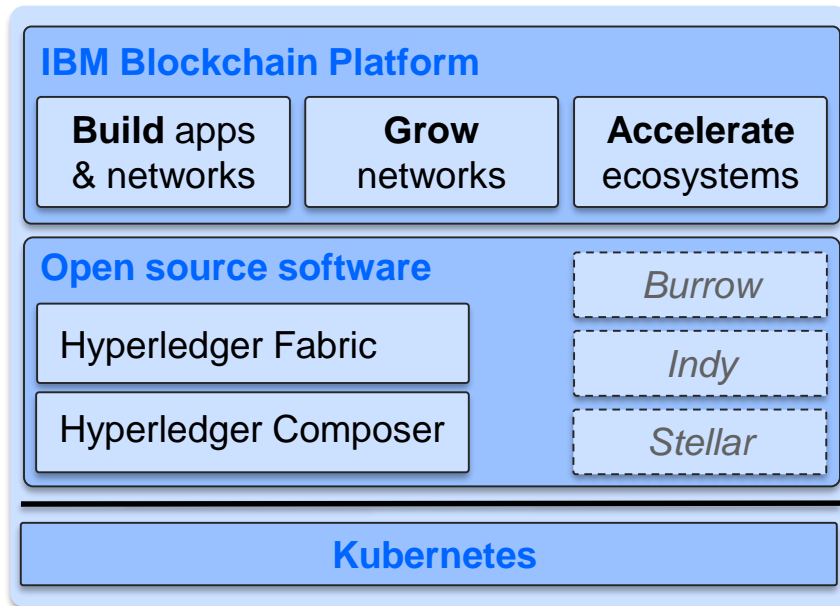 IBM Blockchain Platform
Build apps
& networks
Grow
networks
Accelerate
ecosystems
Open source software
Hyperledger Fabric
Hyperledger Composer
Burrow
Indy
Stellar
Kubernetes